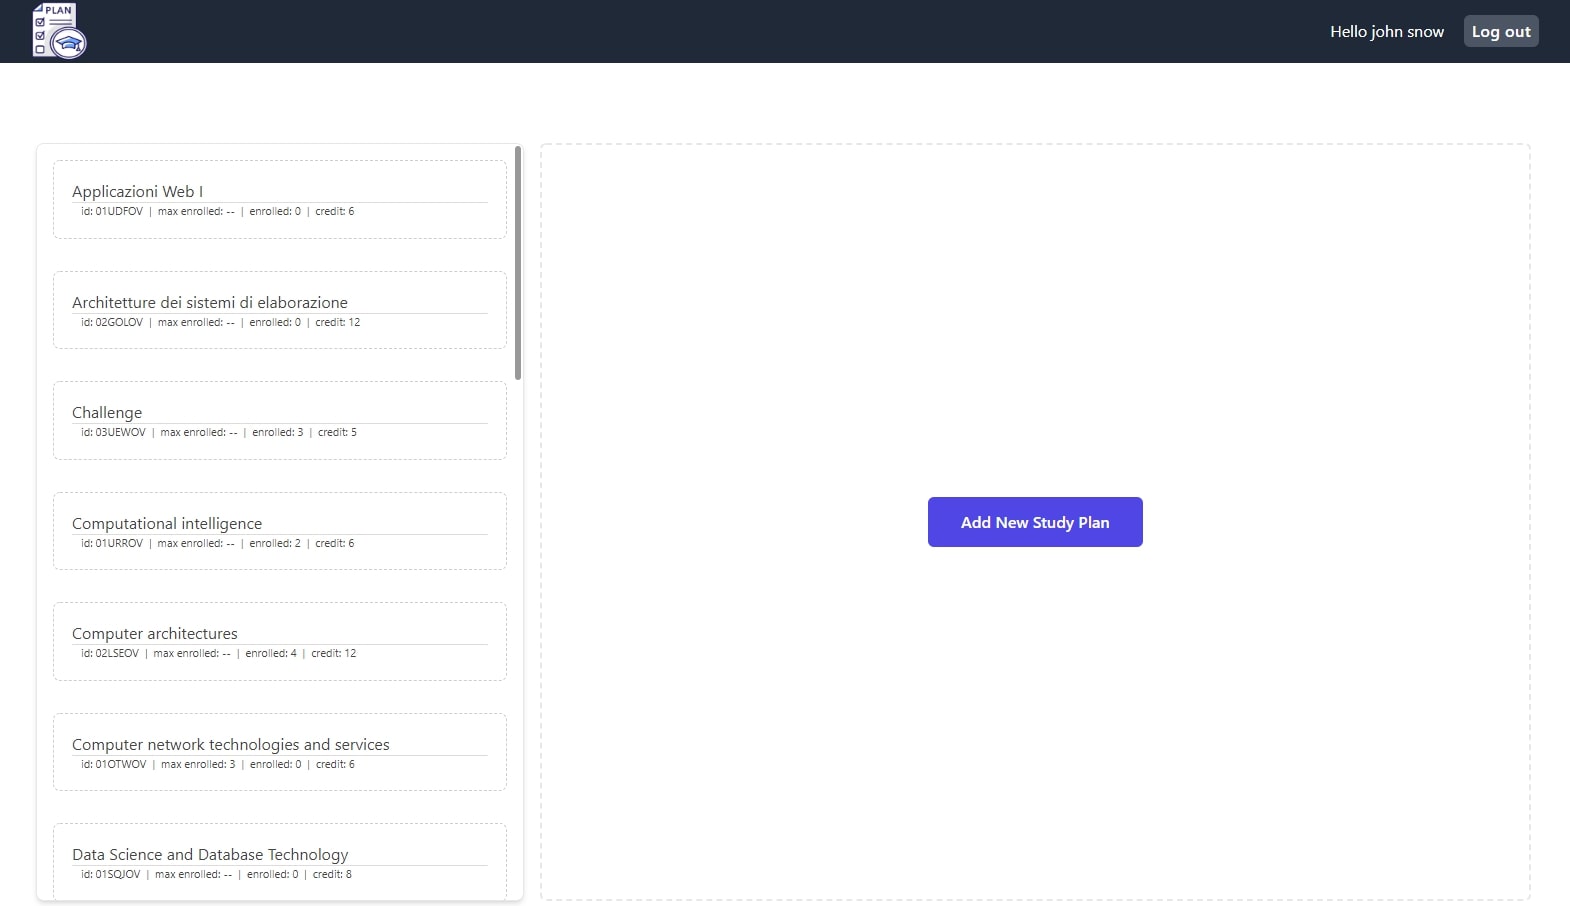 PLAN
Hello john snow
Log out
Applicazioni Web I
id: 01UDFOV | max enrolled: -- | enrolled: 0 | credit: 6
Architetture dei sistemi di elaborazione
id: 02GOLOV | max enrolled: -- | enrolled: 0 | credit: 12
Challenge
id: 03UEWOV | max enrolled: -- | enrolled: 3 | credit: 5
Computational intelligence
id: 01URROV | max enrolled: -- | enrolled: 2 | credit: 6
Computer architectures
id: 02LSEOV | max enrolled: -- | enrolled: 4 | credit: 12
Computer network technologies and services
id: 01OTWOV | max enrolled: 3 | enrolled: 0 | credit: 6
Data Science and Database Technology
id: 01SQJOV | max enrolled: -- | enrolled: 0 | credit: 8
Add New Study Plan